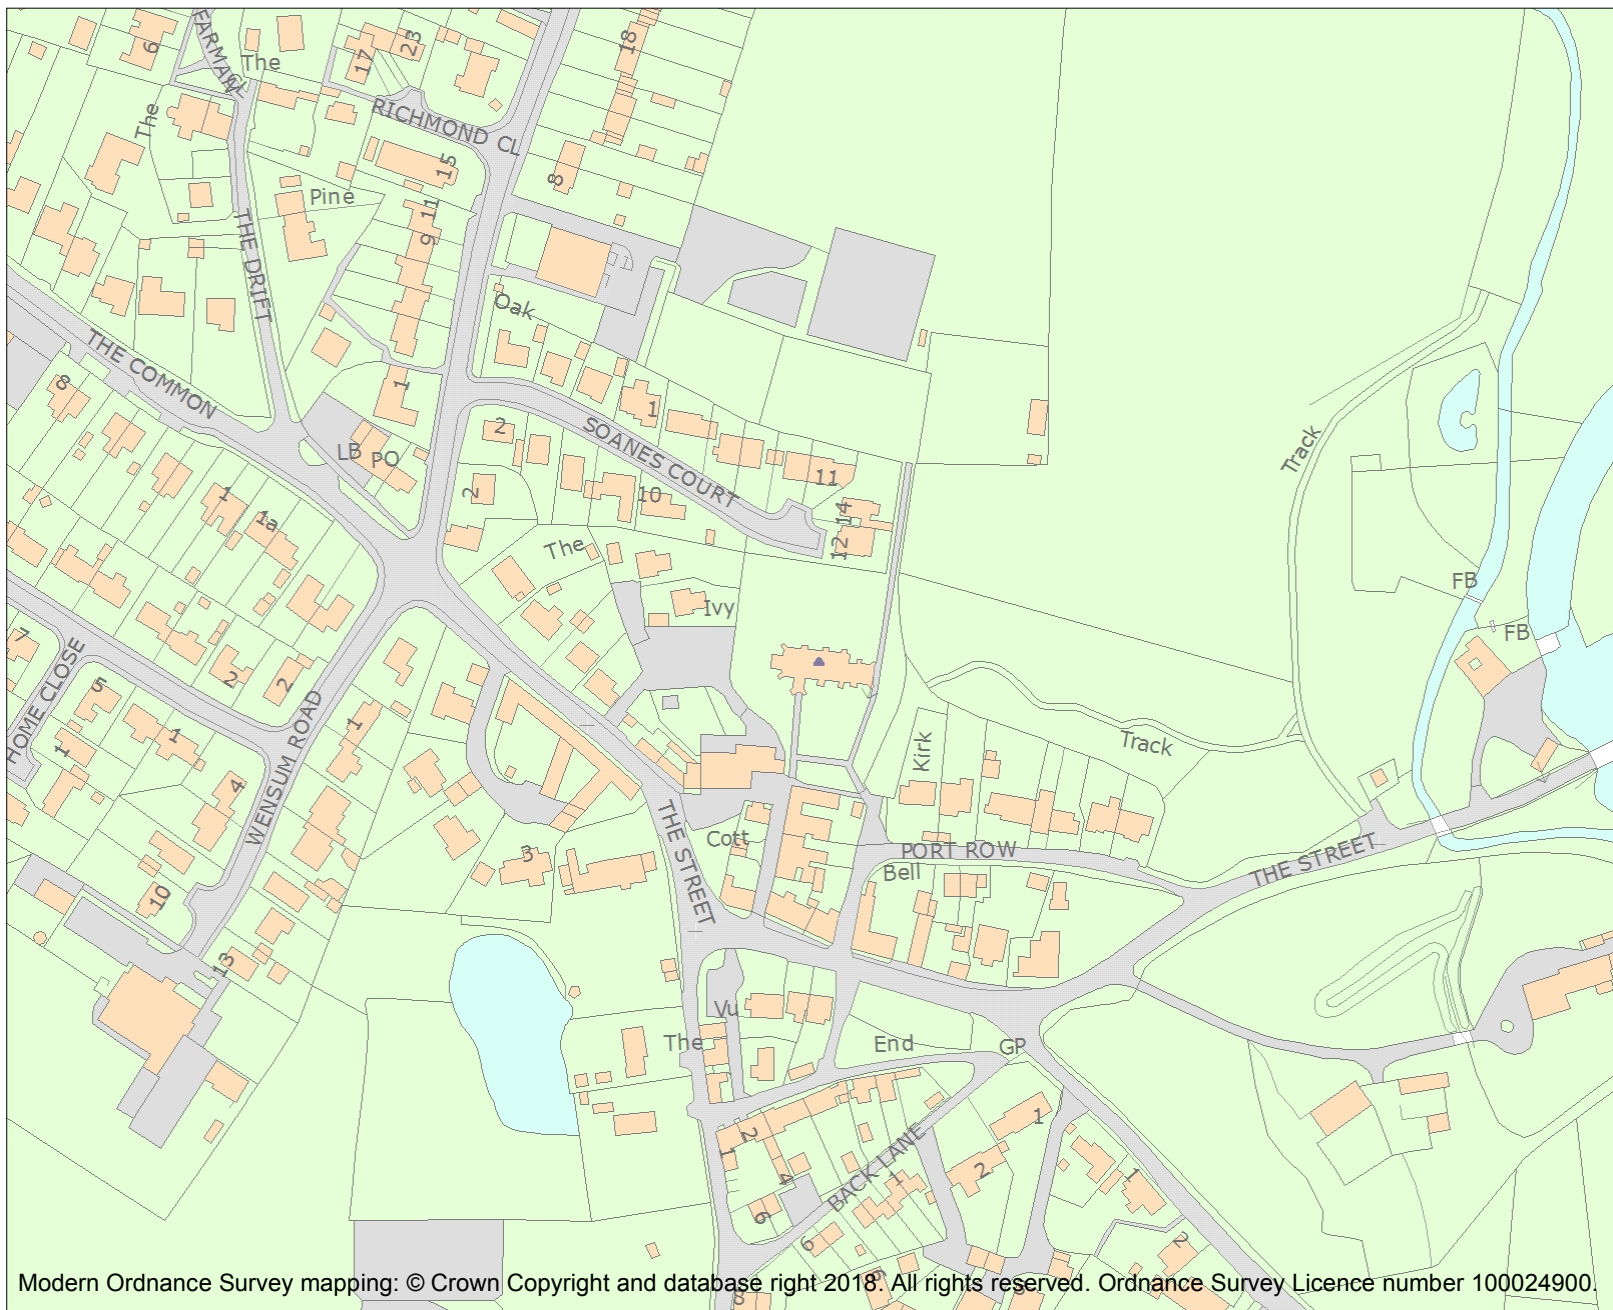 6
17
23
18
EARMAN CL
The
The
RICHMOND CL
15
8
Pine
11
9
THE DRIFT
Oak
THE COMMON
8
1
1
2
SOANES COURT
LB
PO
2
10
11
14
12
1
1a
The
Track
FB
FB
Ivy
7
HOME CLOSE
5
2
2
1
1
1
4
WENSUM ROAD
Kirk
Track
THE STREET
Cott
PORT ROW
Bell
THE STREET
3
10
13
Vu
The
End
GP
1
2
1
4
6
BACK LANE
1
2
1
6
2
6
8
Modern Ordnance Survey mapping: © Crown Copyright and database right 2018. All rights reserved. Ordnance Survey Licence number 100024900.